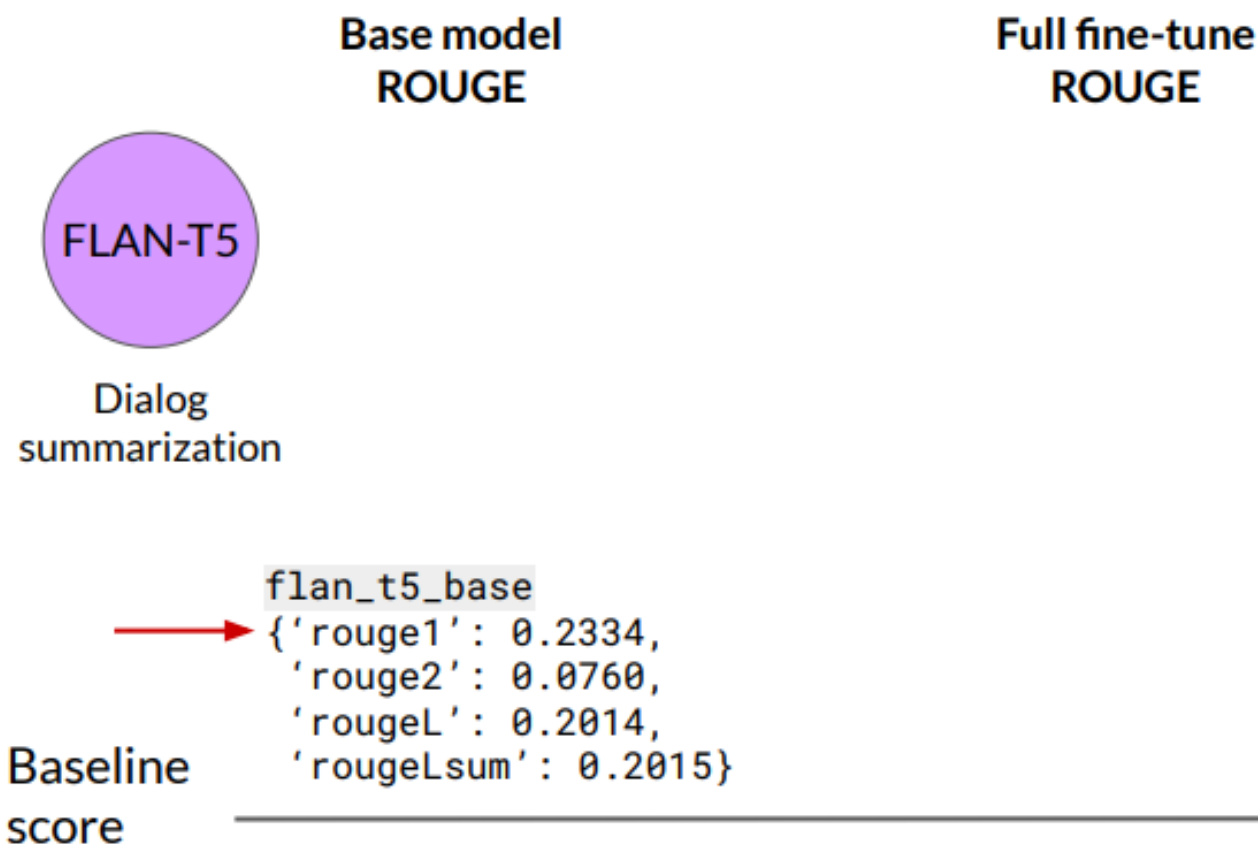 Base model
ROUGE
Full fine-tune
ROUGE
FLAN-T5
Dialog
summarization
flan_t5_base
{‘rouge1’: 0.2334,
‘rouge2’: 0.0760,
‘rougeL’: 0.2014,
‘rougeLsum’: 0.2015}
Baseline
score